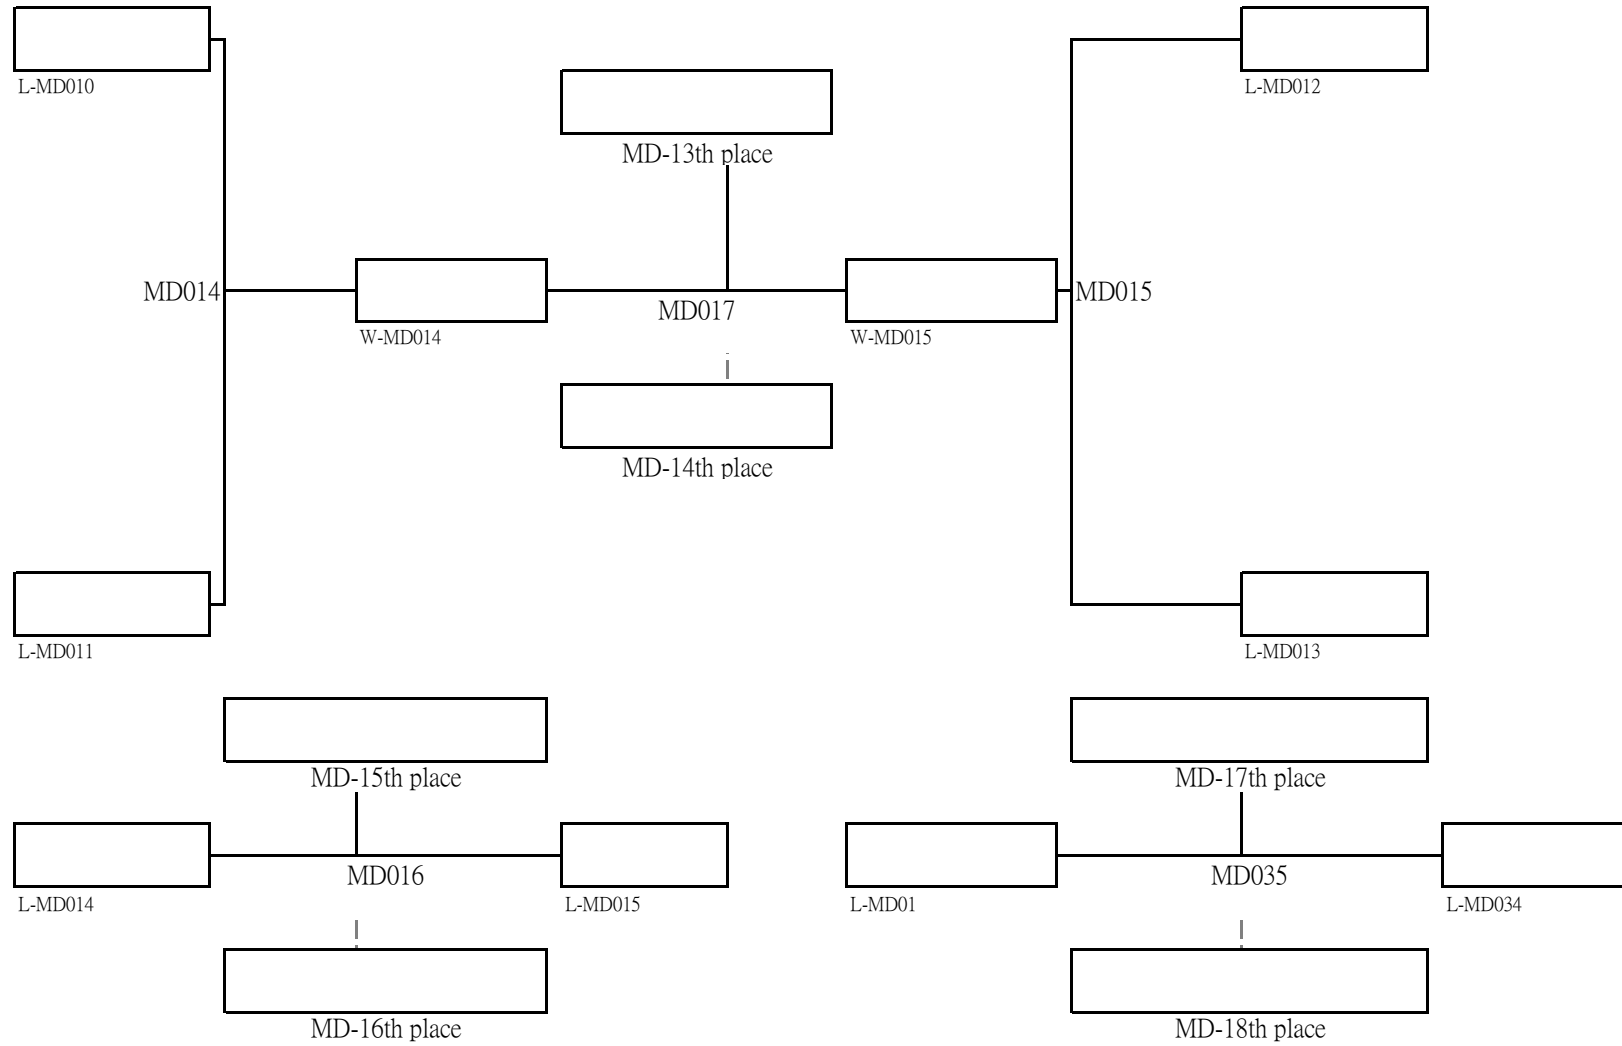 L-MD010
L-MD012
MD-13th place
MD014
MD017
MD015
W-MD014
W-MD015
MD-14th place
L-MD011
L-MD013
MD-15th place
MD-17th place
MD016
MD035
L-MD014
L-MD015
L-MD01
L-MD034
MD-16th place
MD-18th place